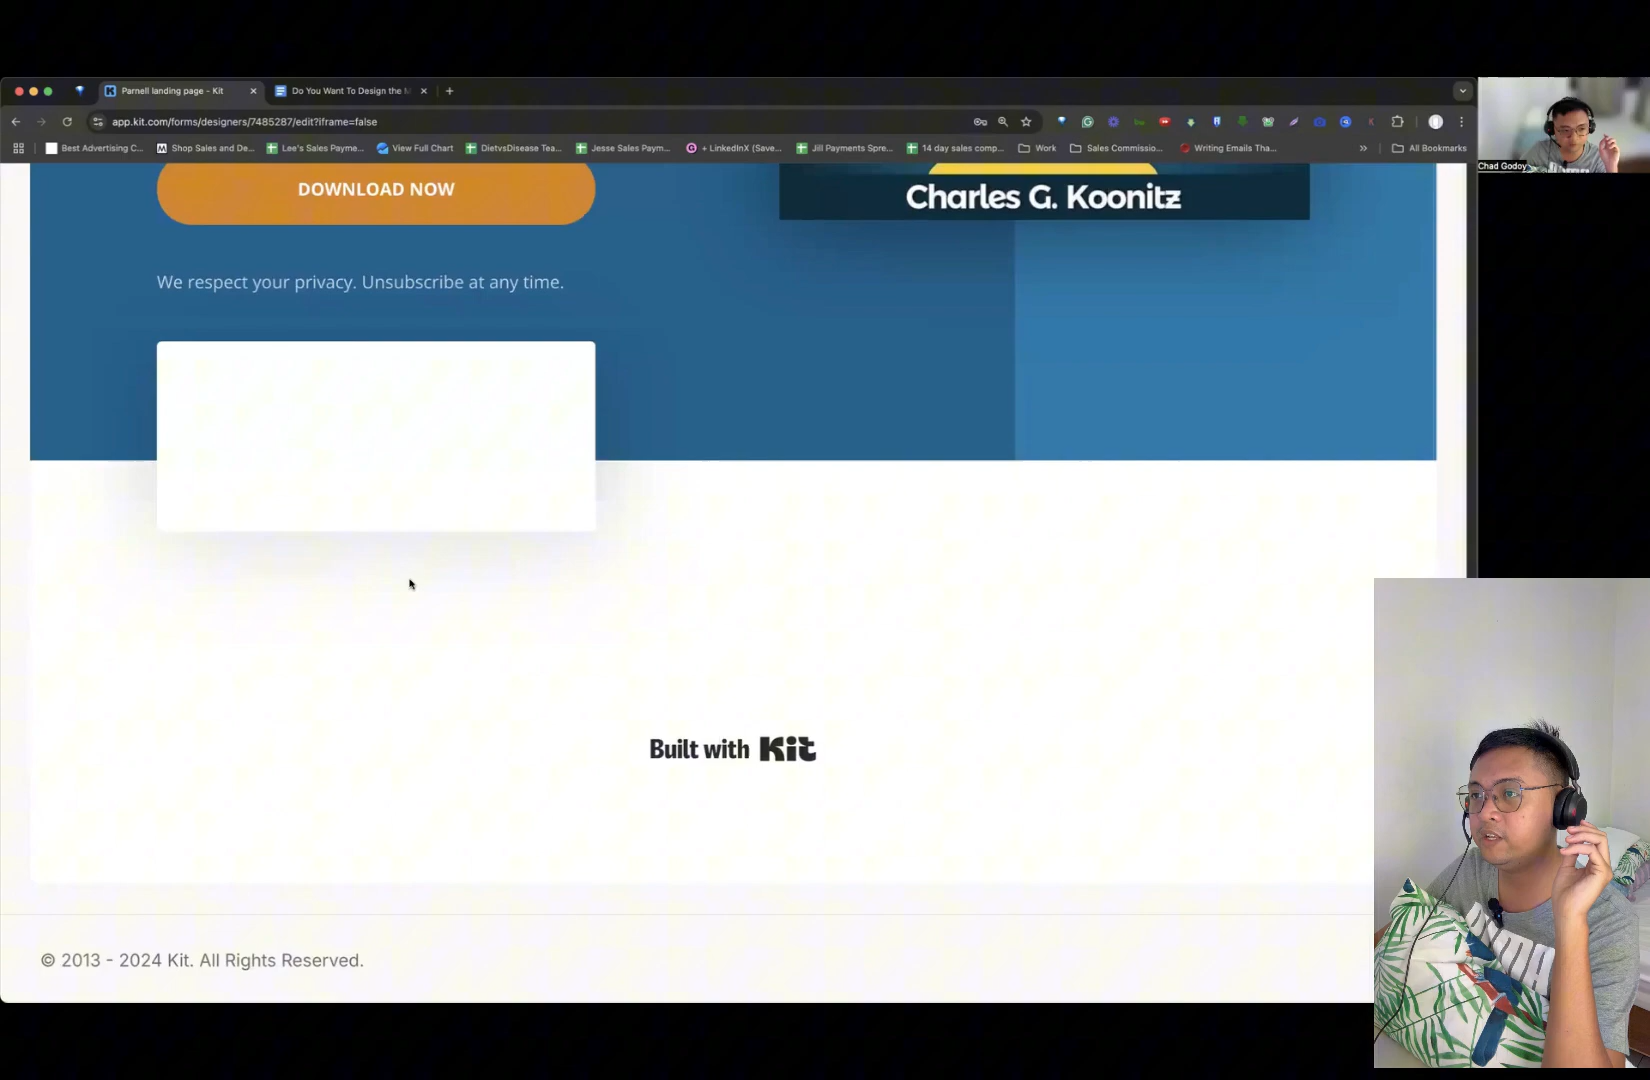 Parnell landing page - Kit
Do You Want To Design the M
app.kit.com/forms/designers/7485287/edit?iframe=false
Best Advertising C...
Shop Sales and De...
Lee's Sales Payme...
View Full Chart
DietvsDisease Tea...
Jesse Sales Paym...
+ LinkedInX (Save...
Jill Payments Spre...
14 day sales comp...
Work
Sales Commissio...
Writing Emails Tha...
All Bookmarks
Chad Godoy
DOWNLOAD NOW
Charles G. Koonitz
We respect your privacy. Unsubscribe at any time.
Built with Kit
© 2013 - 2024 Kit. All Rights Reserved.